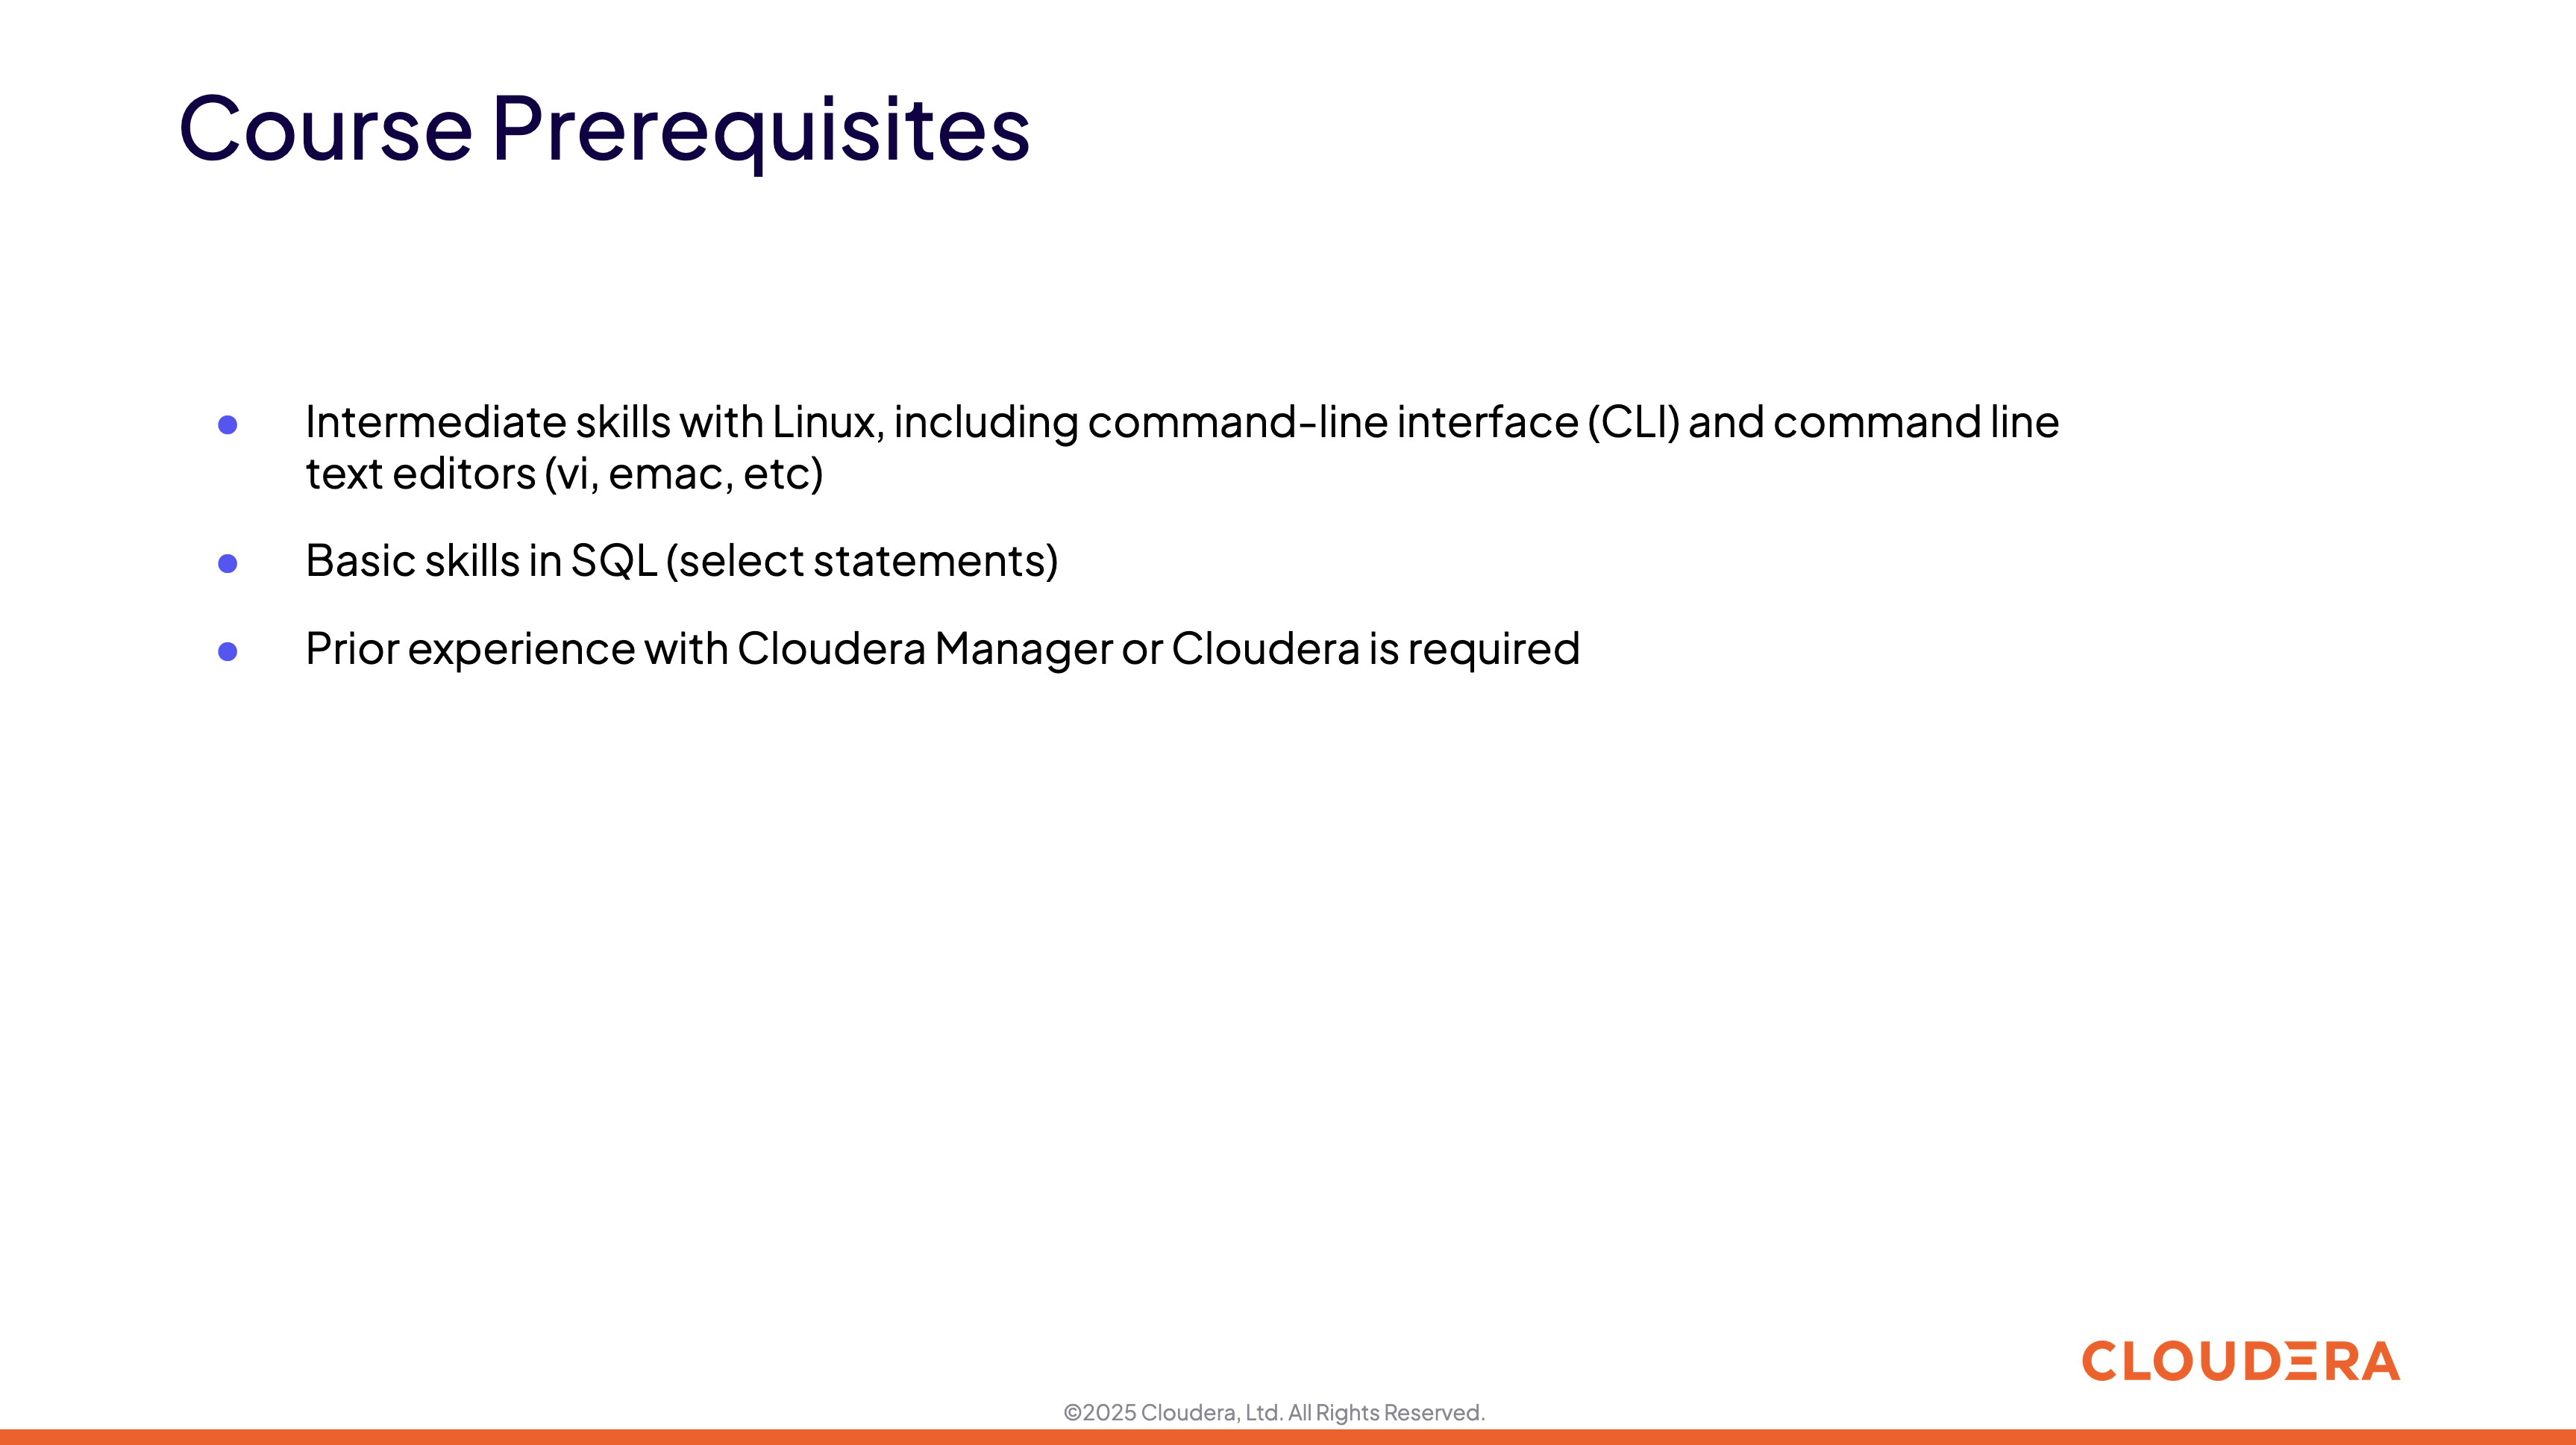 Course Prerequisites
● Intermediate skills with Linux, including command-line interface (CLI) and command line
text editors (vi, emac, etc)
● Basic skills in SQL (select statements)
● Prior experience with Cloudera Manager or Cloudera is required
CLOUDERA
©2025 Cloudera, Ltd. All Rights Reserved.